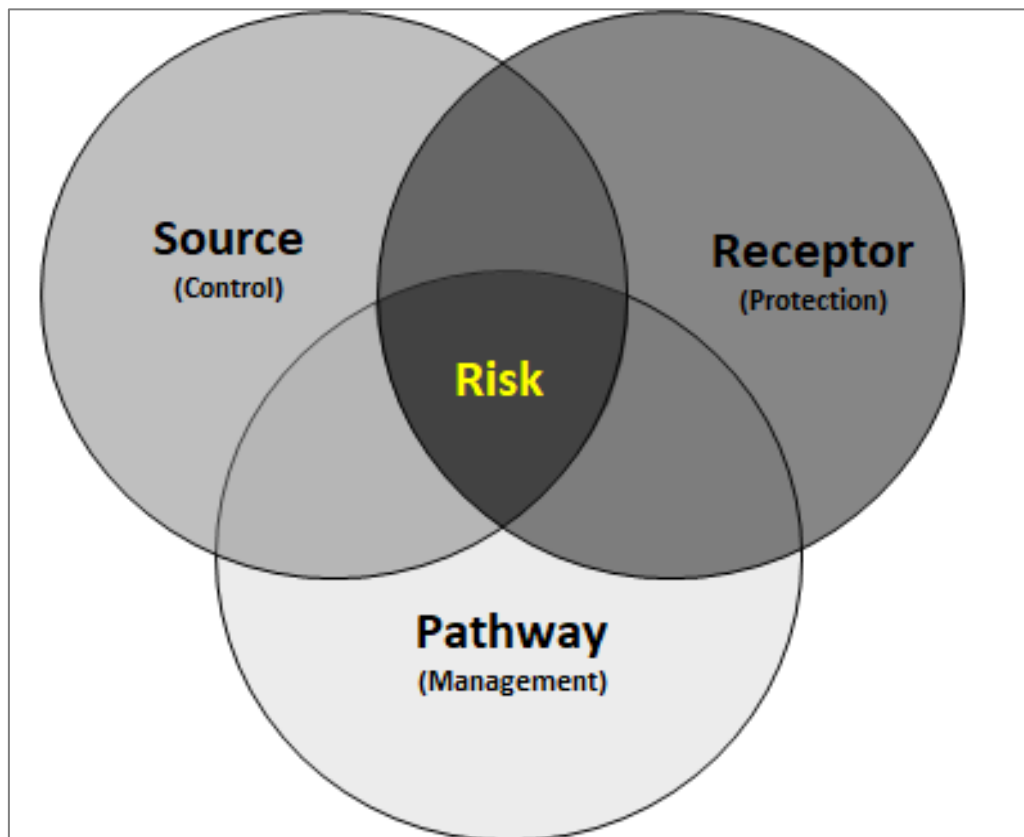 Source
(Control)
Receptor
(Protection)
Risk
Pathway
(Management)